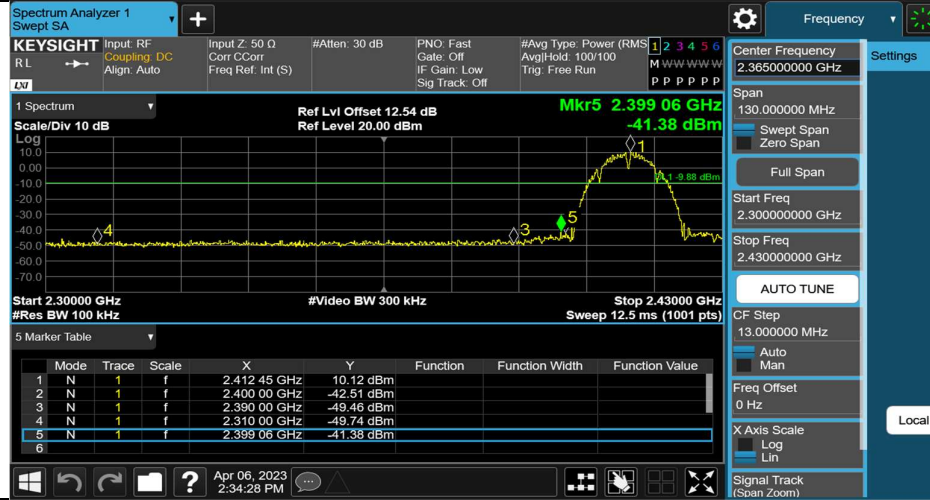 Spectrum Analyzer 1
Swept SA
+
Frequency
KEYSIGHT
RL
LXI
Input: RF
Coupling: DC
Align: Auto
Input Z: 50 Ω
Corr CCorr
Freq Ref: Int (S)
#Atten: 30 dB
PNO: Fast
Gate: Off
IF Gain: Low
Sig Track: Off
#Avg Type: Power (RMS
Avg|Hold: 100/100
Trig: Free Run
1 2 3 4 5 6
M W W W W W
P P P P P P
1 Spectrum
Scale/Div 10 dB
Log
Ref Lvl Offset 12.54 dB
Ref Level 20.00 dBm
Mkr5 2.399 06 GHz
-41.38 dBm
10.0
0.00
-10.0
-20.0
-30.0
-40.0
-50.0
-60.0
-70.0
1
-9.88 dBm
4
3
5
Start 2.30000 GHz
#Video BW 300 kHz
Stop 2.43000 GHz
#Res BW 100 kHz
Sweep 12.5 ms (1001 pts)
5 Marker Table
Mode Trace Scale X Y Function Function Width Function Value
1 N 1 f 2.412 45 GHz 10.12 dBm
2 N 1 f 2.400 00 GHz -42.51 dBm
3 N 1 f 2.390 00 GHz -49.46 dBm
4 N 1 f 2.310 00 GHz -49.74 dBm
5 N 1 f 2.399 06 GHz -41.38 dBm
6
?
Apr 06, 2023
2:34:28 PM
Center Frequency
2.365000000 GHz
Settings
Span
130.000000 MHz
Swept Span
Zero Span
Full Span
Start Freq
2.300000000 GHz
Stop Freq
2.430000000 GHz
AUTO TUNE
CF Step
13.000000 MHz
Auto
Man
Freq Offset
0 Hz
Local
X Axis Scale
Log
Lin
Signal Track
(Span Zoom)